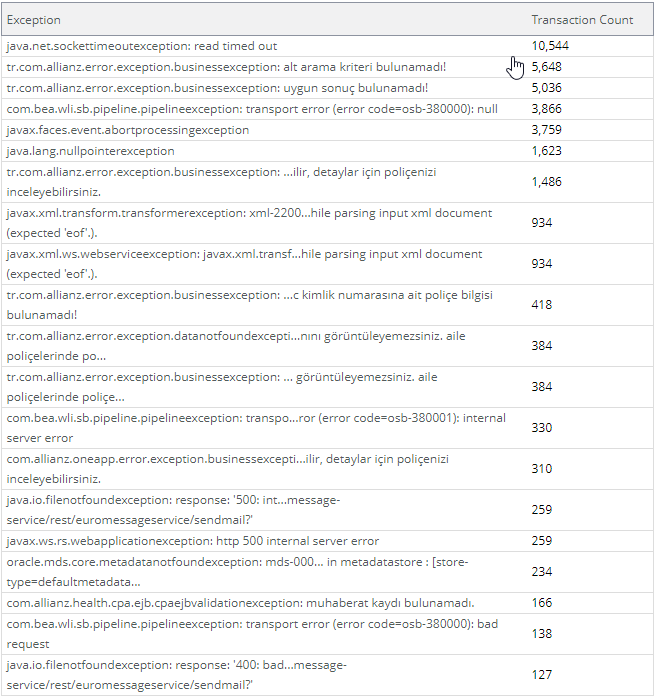 Exception Transaction Count
java.net.sockettimeoutexception: read timed out 10,544
tr.com.allianz.error.exception.businessexception: alt arama kriteri bulunamadı! 5,648
tr.com.allianz.error.exception.businessexception: uygun sonuç bulunamadı! 5,036
com.bea.wli.sb.pipeline.pipelineexception: transport error (error code=osb-380000): null 3,866
javax.faces.event.abortprocessingexception 3,759
java.lang.nullpointerexception 1,623
tr.com.allianz.error.exception.businessexception: ...ilir, detaylar için poliçenizi
inceleyebilirsiniz. 1,486
javax.xml.transform.transformerexception: xml-2200...hile parsing input xml document
(expected 'eof'.). 934
javax.xml.ws.webserviceexception: javax.xml.transf...hile parsing input xml document
(expected 'eof'.). 934
tr.com.allianz.error.exception.businessexception: ...c kimlik numarasına ait poliçe bilgisi
bulunamadı! 418
tr.com.allianz.error.exception.datanotfoundexcepti...nını görüntüleyemezsiniz. aile
poliçelerinde po... 384
tr.com.allianz.error.exception.businessexception: ... görüntüleyemezsiniz. aile
poliçelerinde poliçe... 384
com.bea.wli.sb.pipeline.pipelineexception: transpo...ror (error code=osb-380001): internal
server error 330
com.allianz.oneapp.error.exception.businessexcepti...ilir, detaylar için poliçenizi
inceleyebilirsiniz. 310
java.io.filenotfoundexception: response: '500: int...message-
service/rest/euromessageservice/sendmail?' 259
javax.ws.rs.webapplicationexception: http 500 internal server error 259
oracle.mds.core.metadatanotfoundexception: mds-000... in metadatastore : [store-
type=defaultmetadata... 234
com.allianz.health.cpa.ejb.cpaejbvalidationexception: muhaberat kaydı bulunamadı. 166
com.bea.wli.sb.pipeline.pipelineexception: transport error (error code=osb-380000): bad
request 138
java.io.filenotfoundexception: response: '400: bad...message-
service/rest/euromessageservice/sendmail?' 127